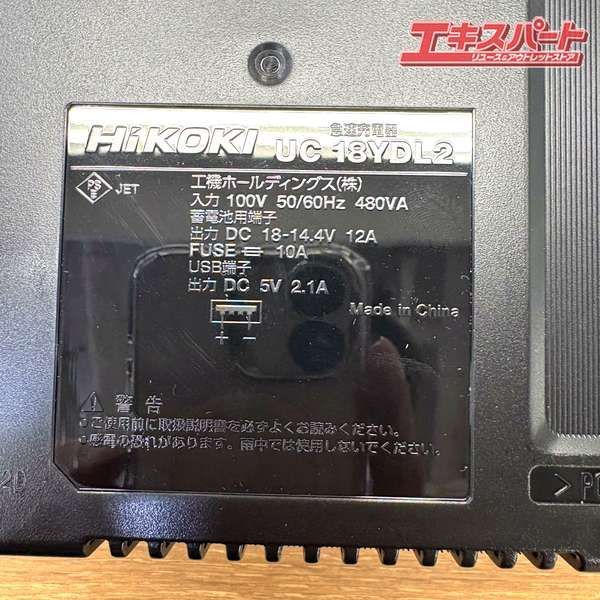 エキスパート
リユース&アウトレットストア
急速充電器
HiKOKI UC 18YDL2
PS E JET
工機ホールディングス(株)
入力 100V 50/60Hz 480VA
蓄電池用端子
出力 DC 18-14.4V 12A
FUSE 10A
USB端子
出力 DC 5V 2.1A
Made in China
+ −
警告
●ご使用前に取扱説明書を必ずよくお読みください。
●感電の恐れがあります。雨中では使用しないでください。
>